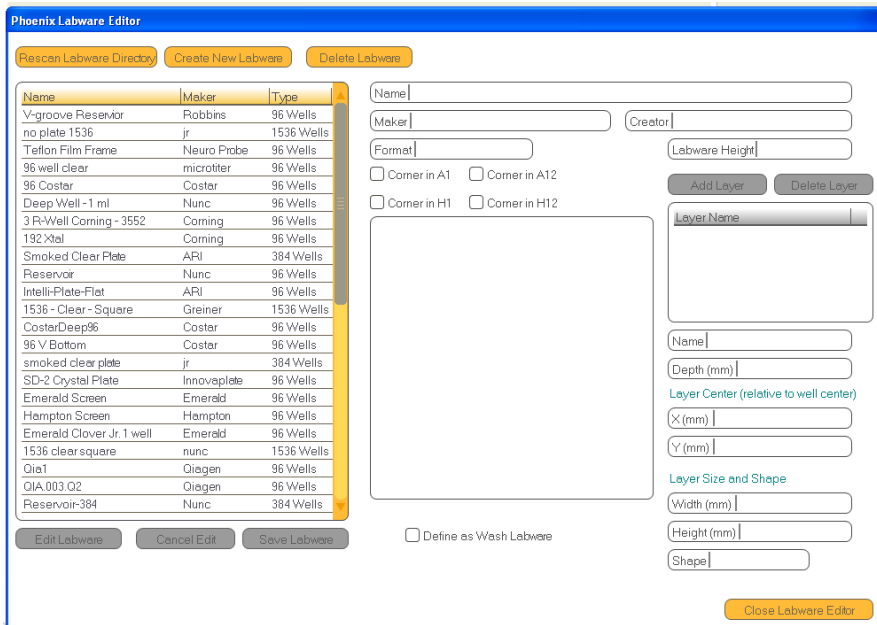 Phoenix Labware Editor
Rescan Labware Directory Create New Labware Delete Labware
Name Maker Type
V-groove Reservior Robbins 96 Wells
no plate 1536 jr 1536 Wells
Teflon Film Frame Neuro Probe 96 Wells
96 well clear microtiter 96 Wells
96 Costar Costar 96 Wells
Deep Well - 1 ml Nunc 96 Wells
3 R-Well Corning - 3552 Corning 96 Wells
192 Xtal Corning 96 Wells
Smoked Clear Plate ARI 384 Wells
Reservoir Nunc 96 Wells
Intelli-Plate-Flat ARI 96 Wells
1536 - Clear - Square Greiner 1536 Wells
CostarDeep96 Costar 96 Wells
96 V Bottom Costar 96 Wells
smoked clear plate jr 384 Wells
SD-2 Crystal Plate Innovaplate 96 Wells
Emerald Screen Emerald 96 Wells
Hampton Screen Hampton 96 Wells
Emerald Clover Jr. 1 well Emerald 96 Wells
1536 clear square nunc 1536 Wells
Qia1 Qiagen 96 Wells
QIA.003.Q2 Qiagen 96 Wells
Reservoir-384 Nunc 384 Wells
Edit Labware Cancel Edit Save Labware
Name
Maker Creator
Format Labware Height
Corner in A1 Corner in A12
Corner in H1 Corner in H12
Define as Wash Labware
Add Layer Delete Layer
Layer Name
Name
Depth (mm)
Layer Center (relative to well center)
X (mm)
Y (mm)
Layer Size and Shape
Width (mm)
Height (mm)
Shape
Close Labware Editor